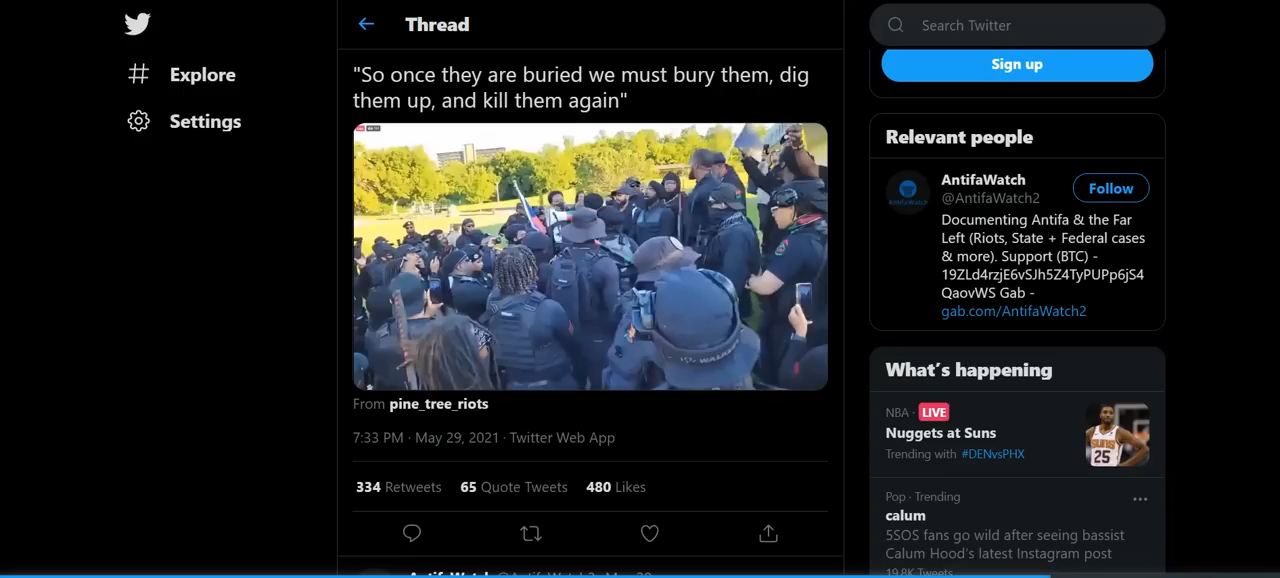 Explore
Settings
Thread
"So once they are buried we must bury them, dig
them up, and kill them again"
From pine_tree_riots
7:33 PM · May 29, 2021 · Twitter Web App
334 Retweets 65 Quote Tweets 480 Likes
Search Twitter
Sign up
Relevant people
AntifaWatch
@AntifaWatch2
Follow
Documenting Antifa & the Far
Left (Riots, State + Federal cases
& more). Support (BTC) -
19ZLd4rzjE6vSJh5Z4TyPUPp6jS4
QaovWS Gab -
gab.com/AntifaWatch2
What's happening
NBA · LIVE
Nuggets at Suns
Trending with #DENvsPHX
SUNS
25
Pop · Trending
calum
5SOS fans go wild after seeing bassist
Calum Hood's latest Instagram post
19.8K Tweets